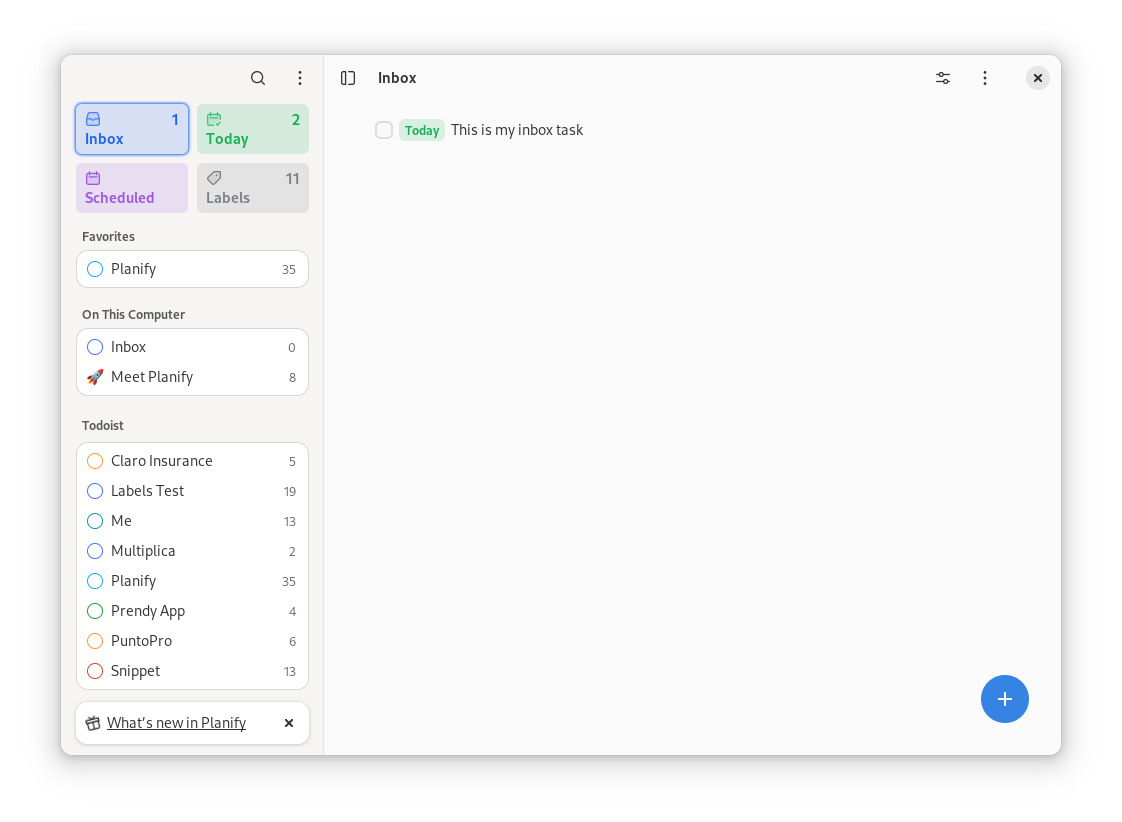 Inbox
1
Inbox
2
Today
Scheduled
11
Labels
Favorites
Planify 35
On This Computer
Inbox 0
Meet Planify 8
Todoist
Claro Insurance 5
Labels Test 19
Me 13
Multiplica 2
Planify 35
Prendy App 4
PuntoPro 6
Snippet 13
What's new in Planify
Today This is my inbox task